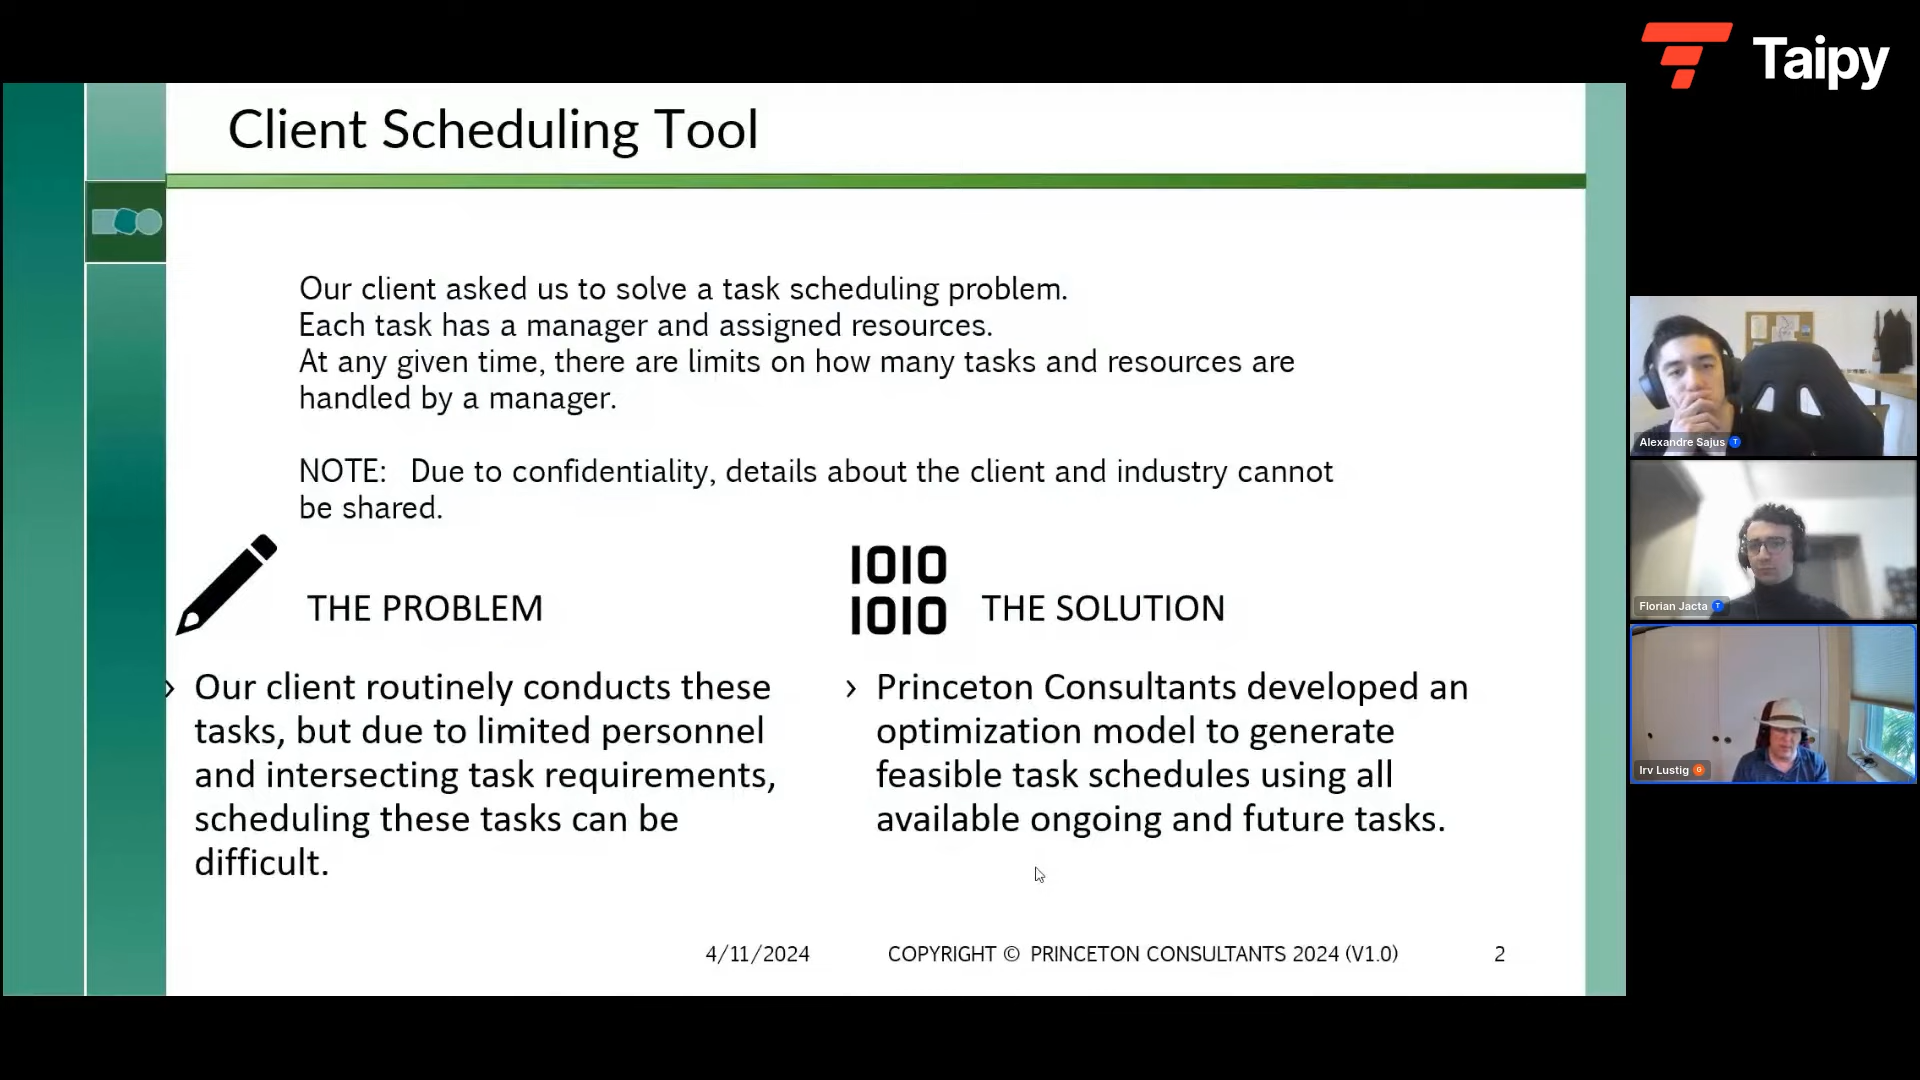 Taipy
Client Scheduling Tool
Our client asked us to solve a task scheduling problem.
Each task has a manager and assigned resources.
At any given time, there are limits on how many tasks and resources are
handled by a manager.
NOTE: Due to confidentiality, details about the client and industry cannot
be shared.
THE PROBLEM
› Our client routinely conducts these
tasks, but due to limited personnel
and intersecting task requirements,
scheduling these tasks can be
difficult.
1010
1010
THE SOLUTION
› Princeton Consultants developed an
optimization model to generate
feasible task schedules using all
available ongoing and future tasks.
4/11/2024
COPYRIGHT © PRINCETON CONSULTANTS 2024 (V1.0)
2
Alexandre Sajus T
Florian Jacta T
Irv Lustig